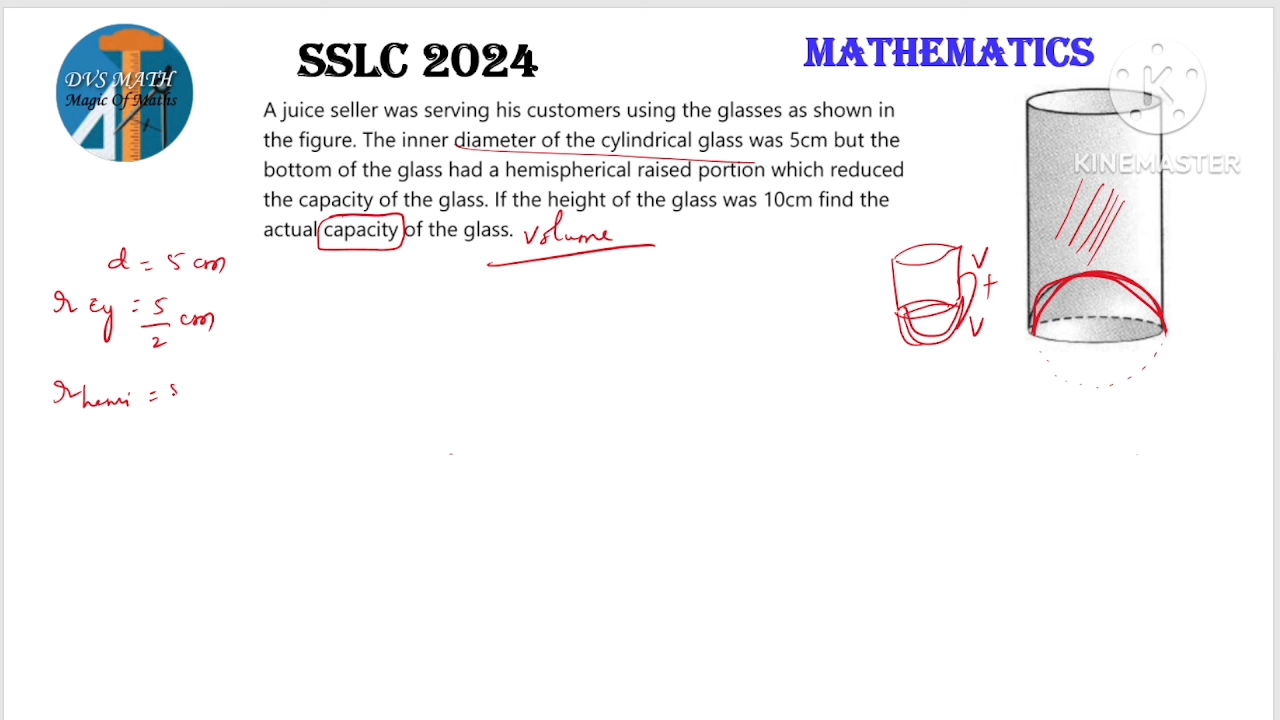 DVS MATH
Magic Of Maths
SSLC 2024
MATHEMATICS
K
KINEMASTER
A juice seller was serving his customers using the glasses as shown in
the figure. The inner diameter of the cylindrical glass was 5cm but the
bottom of the glass had a hemispherical raised portion which reduced
the capacity of the glass. If the height of the glass was 10cm find the
actual capacity of the glass. volume
d = 5 cm
r cy = 5/2 cm
r hemi = 5
V
+
V